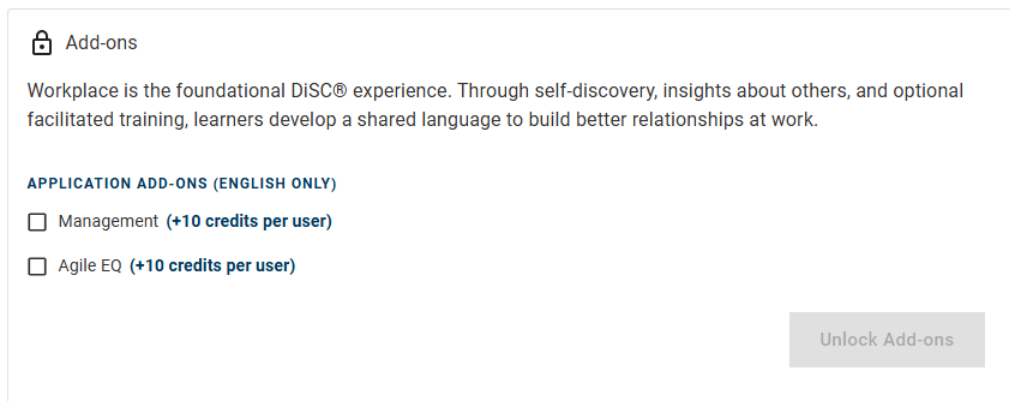 Add-ons
Workplace is the foundational DiSC® experience. Through self-discovery, insights about others, and optional
facilitated training, learners develop a shared language to build better relationships at work.
APPLICATION ADD-ONS (ENGLISH ONLY)
Management (+10 credits per user)
Agile EQ (+10 credits per user)
Unlock Add-ons